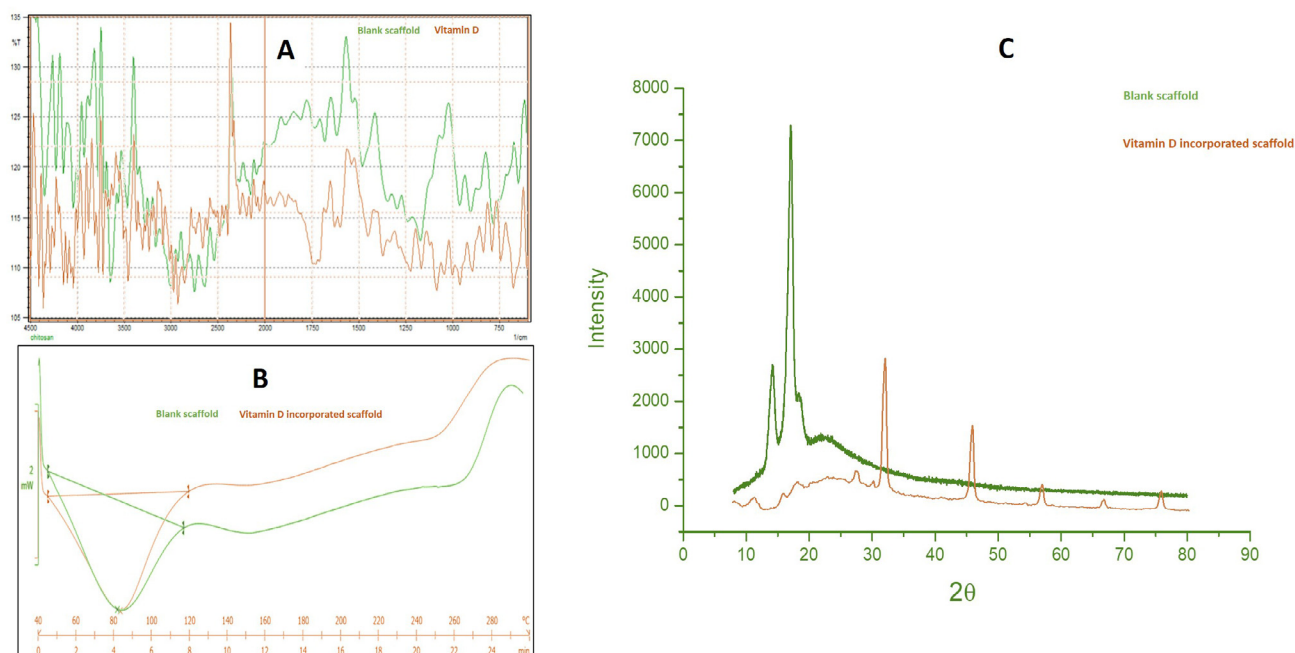 A
Blank scaffold Vitamin D
135
%T
130
125
120
115
110
105
4500 4000 3500 3000 2500 2000 1750 1500 1250 1000 750
chitosan 1/cm
B
Blank scaffold Vitamin D incorporated scaffold
2
mW
40 60 80 100 120 140 160 180 200 220 240 260 280 °C
0 2 4 6 8 10 12 14 16 18 20 22 24 min
C
Blank scaffold
Vitamin D incorporated scaffold
8000
7000
6000
5000
4000
3000
2000
1000
0
Intensity
0 10 20 30 40 50 60 70 80 90
2θ